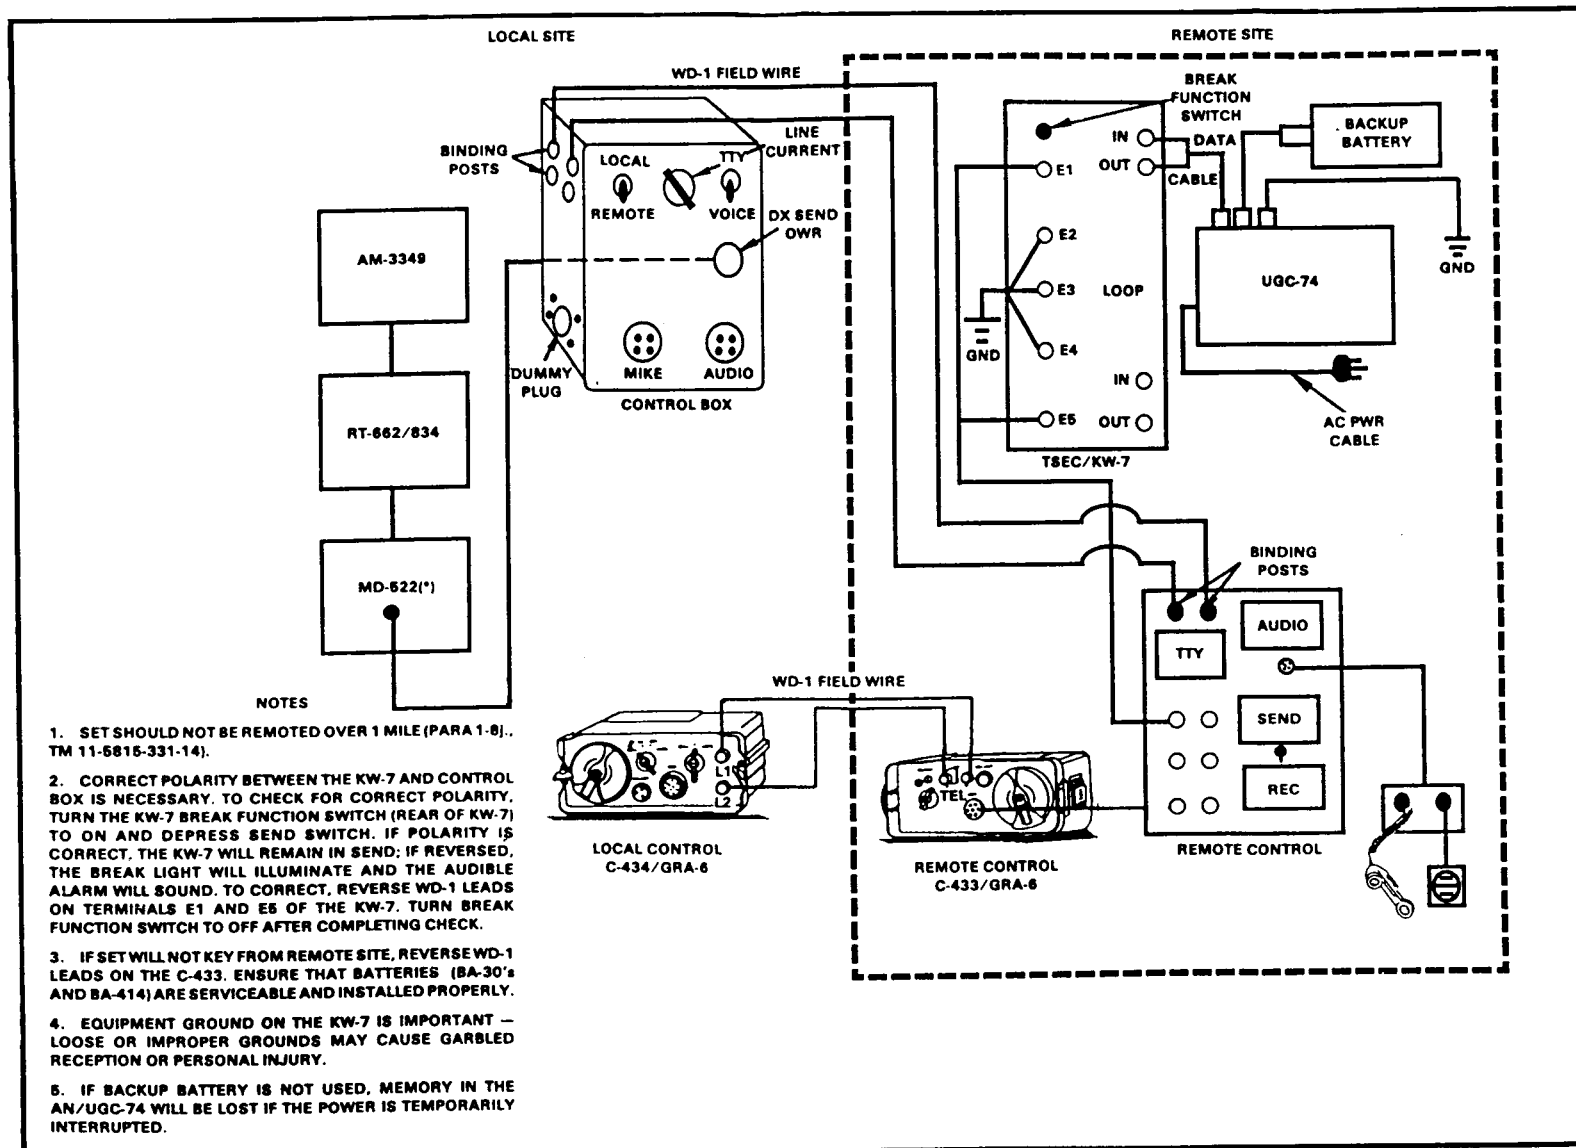 LOCAL SITE
REMOTE SITE
WD-1 FIELD WIRE
BREAK
FUNCTION
SWITCH
BINDING
POSTS
LOCAL
REMOTE
LINE
CURRENT
TTY
VOICE
DX SEND
OWR
DUMMY
PLUG
MIKE
AUDIO
CONTROL BOX
AM-3349
RT-662/834
MD-522(*)
IN
OUT
DATA
CABLE
E1
E2
E3
E4
E5
LOOP
IN
OUT
GND
TSEC/KW-7
BACKUP
BATTERY
UGC-74
GND
AC PWR
CABLE
BINDING
POSTS
TTY
AUDIO
SEND
REC
REMOTE CONTROL
WD-1 FIELD WIRE
L1
L2
LOCAL CONTROL
C-434/GRA-6
TEL
REMOTE CONTROL
C-433/GRA-6
NOTES
1. SET SHOULD NOT BE REMOTED OVER 1 MILE (PARA 1-8j.,
TM 11-5815-331-14).
2. CORRECT POLARITY BETWEEN THE KW-7 AND CONTROL
BOX IS NECESSARY. TO CHECK FOR CORRECT POLARITY,
TURN THE KW-7 BREAK FUNCTION SWITCH (REAR OF KW-7)
TO ON AND DEPRESS SEND SWITCH. IF POLARITY IS
CORRECT, THE KW-7 WILL REMAIN IN SEND; IF REVERSED,
THE BREAK LIGHT WILL ILLUMINATE AND THE AUDIBLE
ALARM WILL SOUND. TO CORRECT, REVERSE WD-1 LEADS
ON TERMINALS E1 AND E5 OF THE KW-7. TURN BREAK
FUNCTION SWITCH TO OFF AFTER COMPLETING CHECK.
3. IF SET WILL NOT KEY FROM REMOTE SITE, REVERSE WD-1
LEADS ON THE C-433. ENSURE THAT BATTERIES (BA-30's
AND BA-414) ARE SERVICEABLE AND INSTALLED PROPERLY.
4. EQUIPMENT GROUND ON THE KW-7 IS IMPORTANT —
LOOSE OR IMPROPER GROUNDS MAY CAUSE GARBLED
RECEPTION OR PERSONAL INJURY.
5. IF BACKUP BATTERY IS NOT USED, MEMORY IN THE
AN/UGC-74 WILL BE LOST IF THE POWER IS TEMPORARILY
INTERRUPTED.